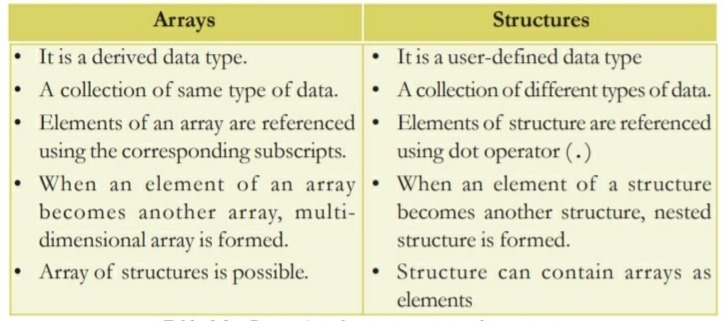 Arrays
• It is a derived data type.
• A collection of same type of data.
• Elements of an array are referenced
using the corresponding subscripts.
• When an element of an array
becomes another array, multi-
dimensional array is formed.
• Array of structures is possible.
Structures
• It is a user-defined data type
• A collection of different types of data.
• Elements of structure are referenced
using dot operator (.)
• When an element of a structure
becomes another structure, nested
structure is formed.
• Structure can contain arrays as
elements